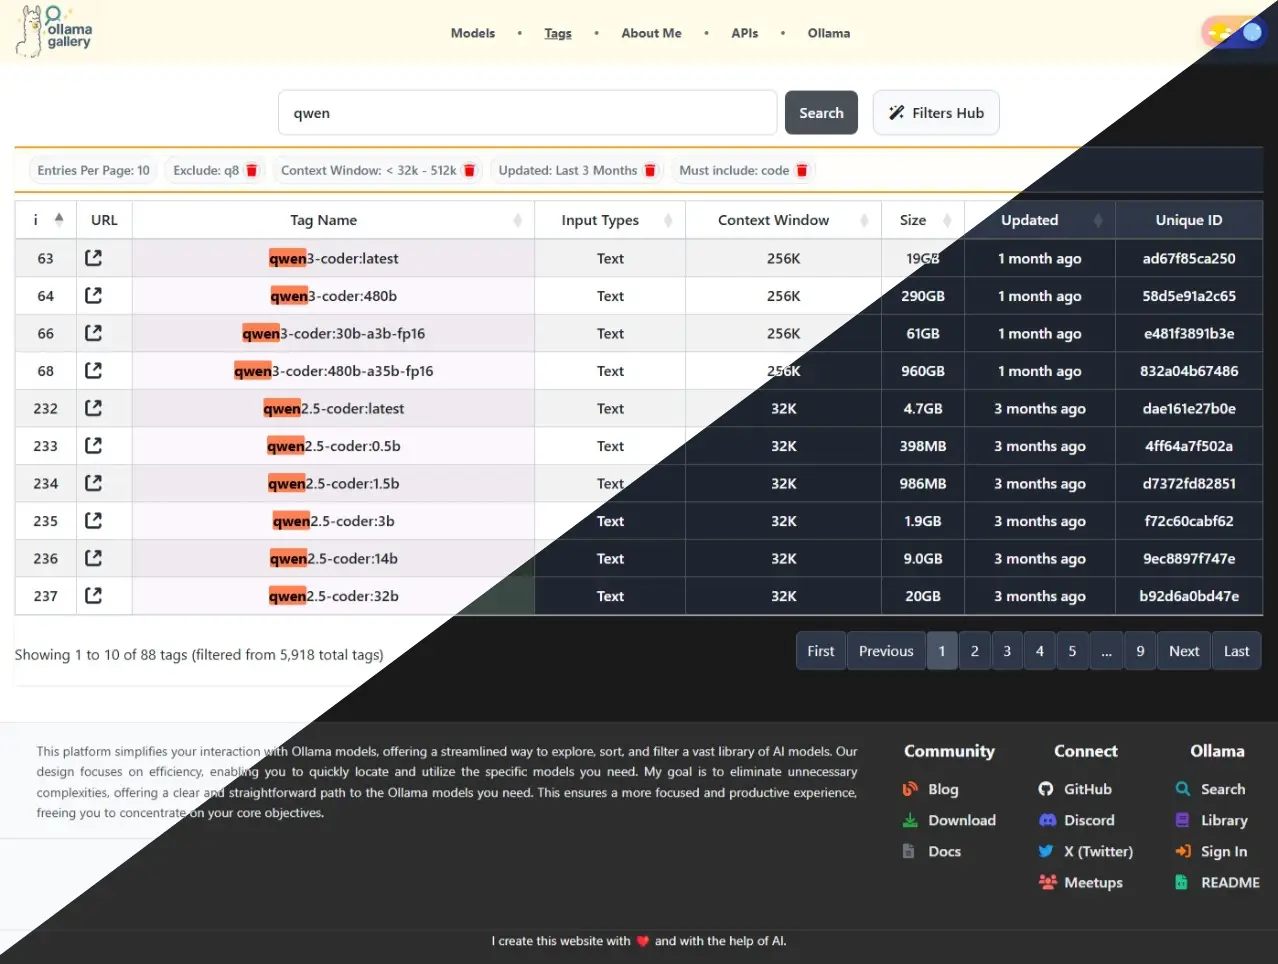 ollama
gallery
Models • Tags • About Me • APIs • Ollama
qwen Search Filters Hub
Entries Per Page: 10 Exclude: q8 Context Window: < 32k - 512k Updated: Last 3 Months Must include: code
i URL Tag Name Input Types Context Window Size Updated Unique ID
63 qwen3-coder:latest Text 256K 19GB 1 month ago ad67f85ca250
64 qwen3-coder:480b Text 256K 290GB 1 month ago 58d5e91a2c65
66 qwen3-coder:30b-a3b-fp16 Text 256K 61GB 1 month ago e481f3891b3e
68 qwen3-coder:480b-a35b-fp16 Text 256K 960GB 1 month ago 832a04b67486
232 qwen2.5-coder:latest Text 32K 4.7GB 3 months ago dae161e27b0e
233 qwen2.5-coder:0.5b Text 32K 398MB 3 months ago 4ff64a7f502a
234 qwen2.5-coder:1.5b Text 32K 986MB 3 months ago d7372fd82851
235 qwen2.5-coder:3b Text 32K 1.9GB 3 months ago f72c60cabf62
236 qwen2.5-coder:14b Text 32K 9.0GB 3 months ago 9ec8897f747e
237 qwen2.5-coder:32b Text 32K 20GB 3 months ago b92d6a0bd47e
Showing 1 to 10 of 88 tags (filtered from 5,918 total tags)
First Previous 1 2 3 4 5 ... 9 Next Last
This platform simplifies your interaction with Ollama models, offering a streamlined way to explore, sort, and filter a vast library of AI models. Our
design focuses on efficiency, enabling you to quickly locate and utilize the specific models you need. My goal is to eliminate unnecessary
complexities, offering a clear and straightforward path to the Ollama models you need. This ensures a more focused and productive experience,
freeing you to concentrate on your core objectives.
Community
Blog
Download
Docs
Connect
GitHub
Discord
X (Twitter)
Meetups
Ollama
Search
Library
Sign In
README
I create this website with ❤️ and with the help of AI.